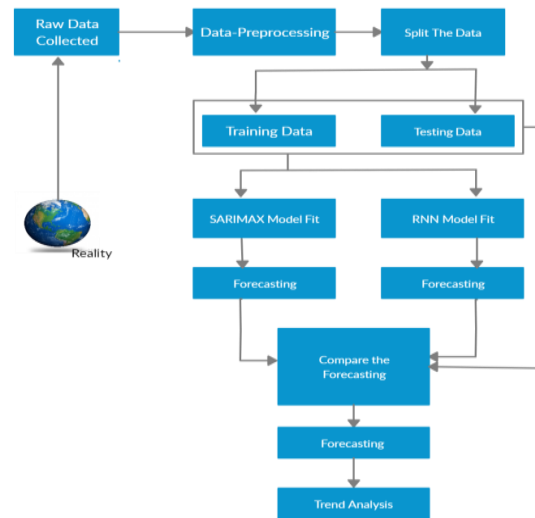 Raw Data
Collected
Data-Preprocessing
Split The Data
Training Data
Testing Data
Reality
SARIMAX Model Fit
RNN Model Fit
Forecasting
Forecasting
Compare the
Forecasting
Forecasting
Trend Analysis